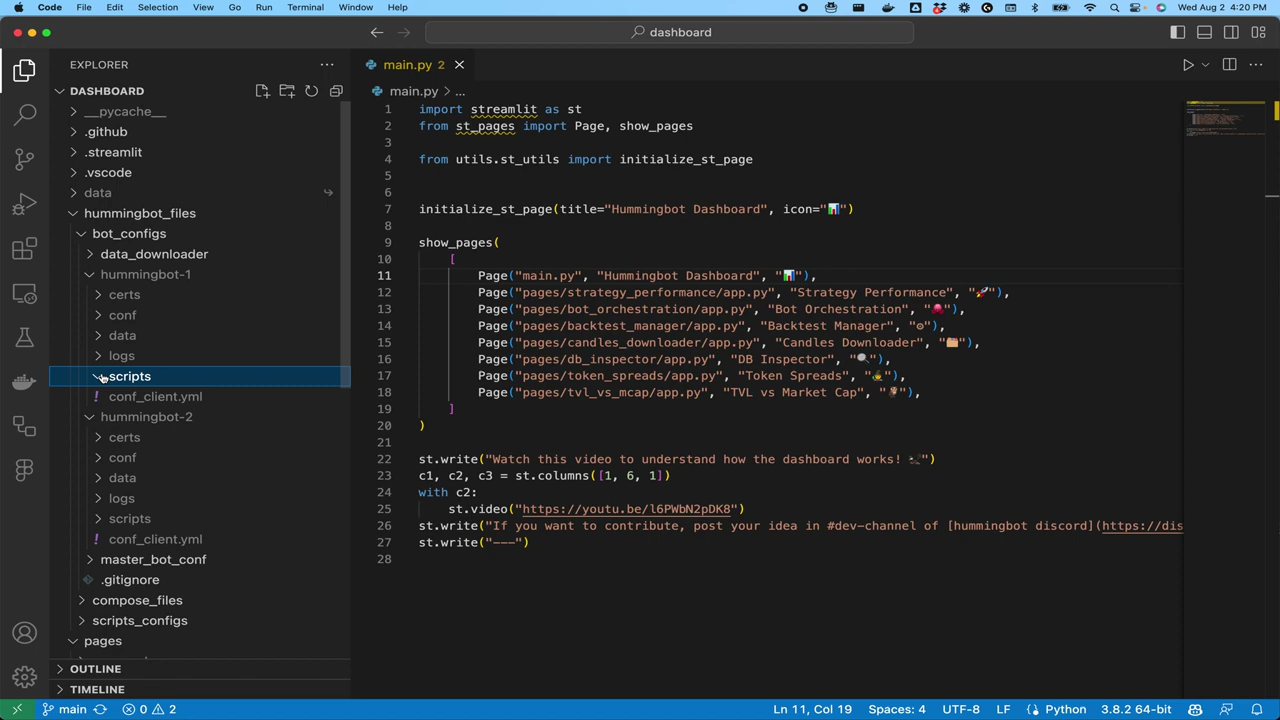 Code File Edit Selection View Go Run Terminal Window Help Wed Aug 2 4:20 PM
dashboard
EXPLORER
DASHBOARD
__pycache__
.github
.streamlit
.vscode
data
hummingbot_files
bot_configs
data_downloader
hummingbot-1
certs
conf
data
logs
scripts
! conf_client.yml
hummingbot-2
certs
conf
data
logs
scripts
! conf_client.yml
master_bot_conf
.gitignore
compose_files
scripts_configs
pages
OUTLINE
TIMELINE
main.py 2
main.py > ...
1 import streamlit as st
2 from st_pages import Page, show_pages
3
4 from utils.st_utils import initialize_st_page
5
6
7 initialize_st_page(title="Hummingbot Dashboard", icon="📊")
8
9 show_pages(
10 [
11 Page("main.py", "Hummingbot Dashboard", "📊"),
12 Page("pages/strategy_performance/app.py", "Strategy Performance", "🚀"),
13 Page("pages/bot_orchestration/app.py", "Bot Orchestration", "🐙"),
14 Page("pages/backtest_manager/app.py", "Backtest Manager", "⚙️"),
15 Page("pages/candles_downloader/app.py", "Candles Downloader", "🗂"),
16 Page("pages/db_inspector/app.py", "DB Inspector", "🔍"),
17 Page("pages/token_spreads/app.py", "Token Spreads", "🧙"),
18 Page("pages/tvl_vs_mcap/app.py", "TVL vs Market Cap", "🦉"),
19 ]
20 )
21
22 st.write("Watch this video to understand how the dashboard works! 🦅")
23 c1, c2, c3 = st.columns([1, 6, 1])
24 with c2:
25 st.video("https://youtu.be/l6PWbN2pDK8")
26 st.write("If you want to contribute, post your idea in #dev-channel of [hummingbot discord](https://dis
27 st.write("---")
28
main 0 2 Ln 11, Col 19 Spaces: 4 UTF-8 LF Python 3.8.2 64-bit